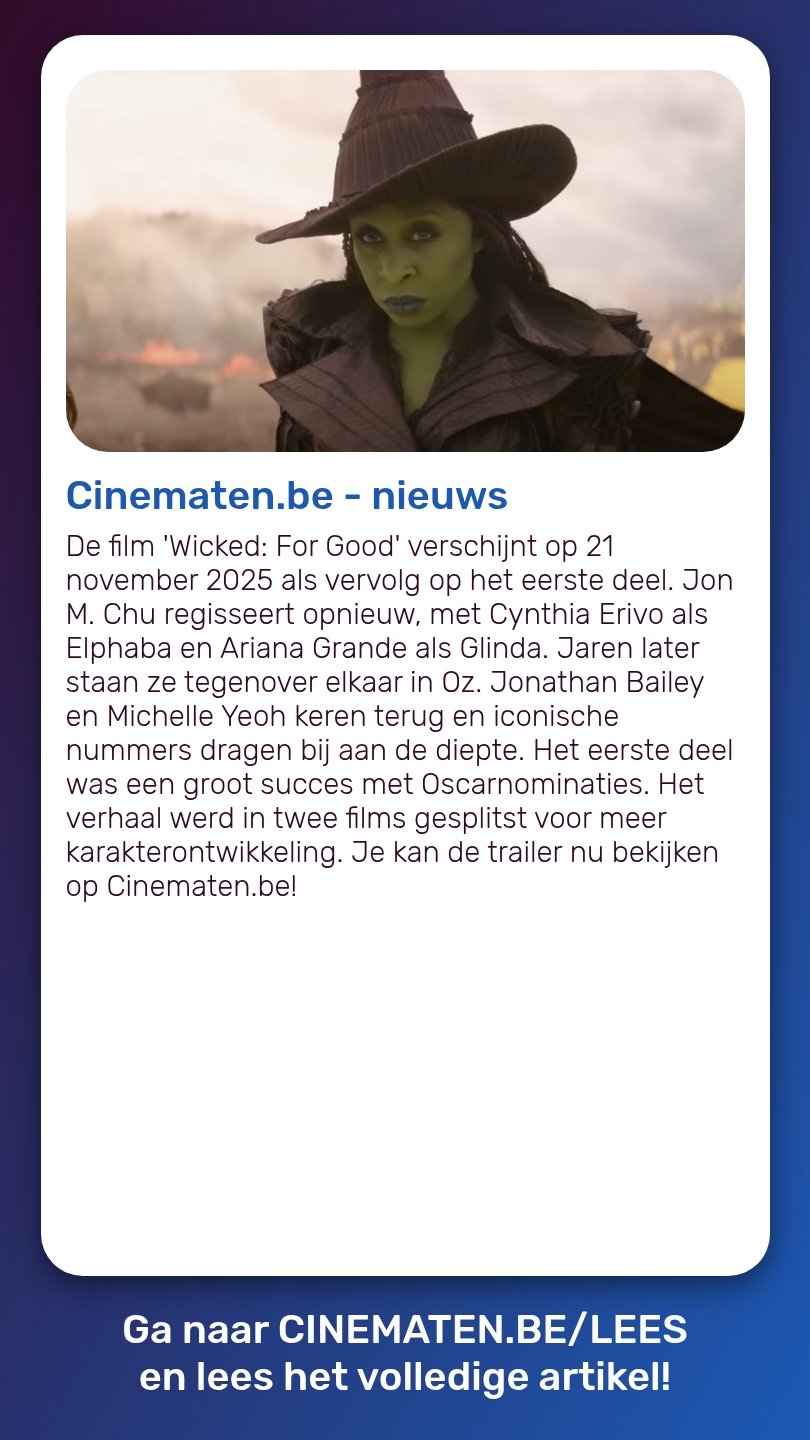 Cinematen.be - nieuws
De film 'Wicked: For Good' verschijnt op 21
november 2025 als vervolg op het eerste deel. Jon
M. Chu regisseert opnieuw, met Cynthia Erivo als
Elphaba en Ariana Grande als Glinda. Jaren later
staan ze tegenover elkaar in Oz. Jonathan Bailey
en Michelle Yeoh keren terug en iconische
nummers dragen bij aan de diepte. Het eerste deel
was een groot succes met Oscarnominaties. Het
verhaal werd in twee films gesplitst voor meer
karakterontwikkeling. Je kan de trailer nu bekijken
op Cinematen.be!
Ga naar CINEMATEN.BE/LEES
en lees het volledige artikel!